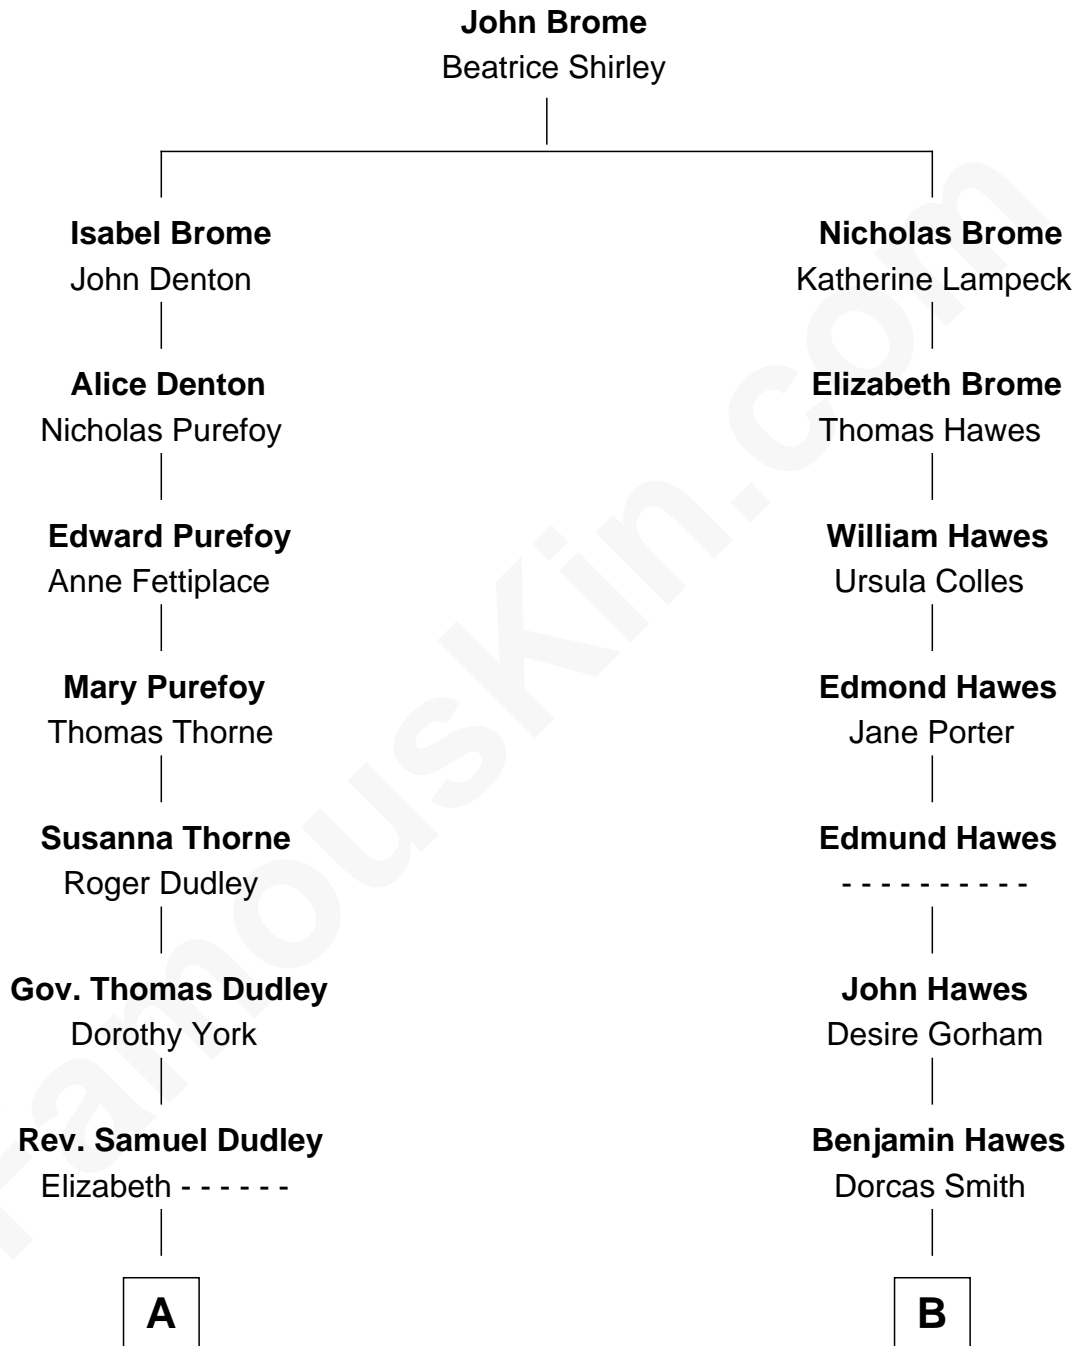 John Brome
Beatrice Shirley
Isabel Brome
John Denton
Nicholas Brome
Katherine Lampeck
Alice Denton
Nicholas Purefoy
Elizabeth Brome
Thomas Hawes
Edward Purefoy
Anne Fettiplace
William Hawes
Ursula Colles
Mary Purefoy
Thomas Thorne
Edmond Hawes
Jane Porter
Susanna Thorne
Roger Dudley
Edmund Hawes
- - - - - - - - - -
Gov. Thomas Dudley
Dorothy York
John Hawes
Desire Gorham
Rev. Samuel Dudley
Elizabeth - - - - - -
Benjamin Hawes
Dorcas Smith
A
B
FamousKin.com